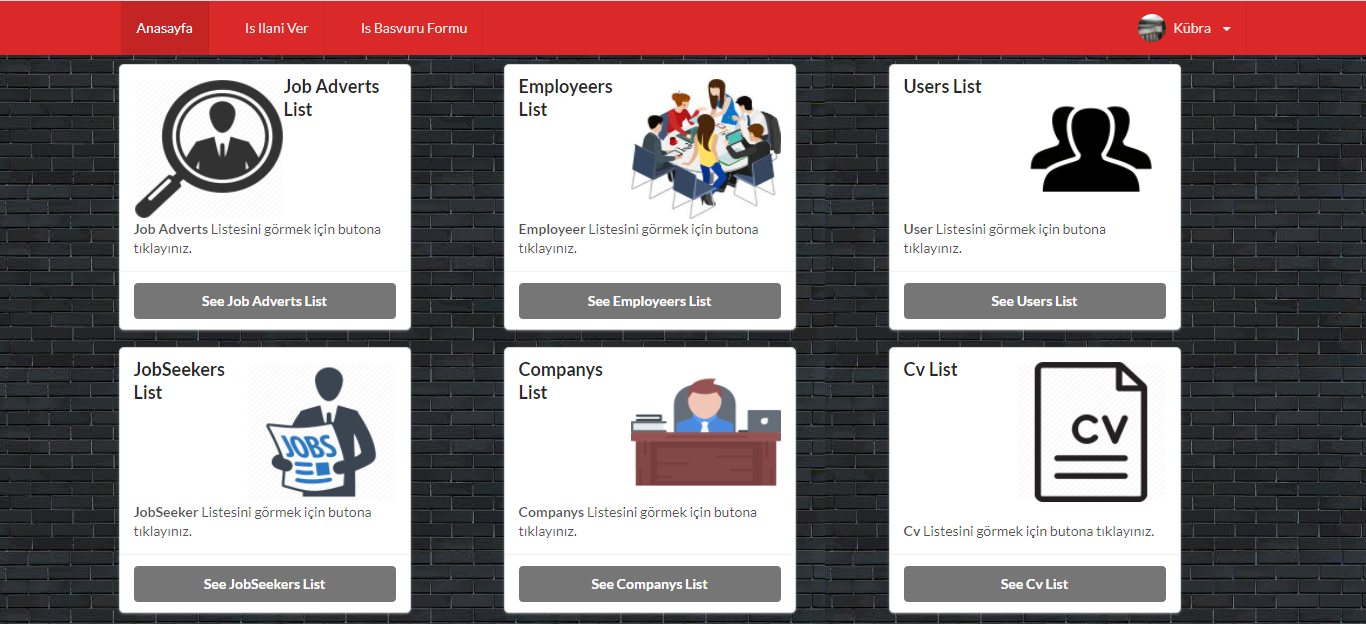 Anasayfa
Is Ilani Ver
Is Basvuru Formu
Kübra
Job Adverts
List
Job Adverts Listesini görmek için butona
tıklayınız.
See Job Adverts List
Employeers
List
Employeer Listesini görmek için butona
tıklayınız.
See Employeers List
Users List
User Listesini görmek için butona
tıklayınız.
See Users List
JobSeekers
List
JOBS
JobSeeker Listesini görmek için butona
tıklayınız.
See JobSeekers List
Companys
List
Companys Listesini görmek için butona
tıklayınız.
See Companys List
Cv List
CV
Cv Listesini görmek için butona tıklayınız.
See Cv List